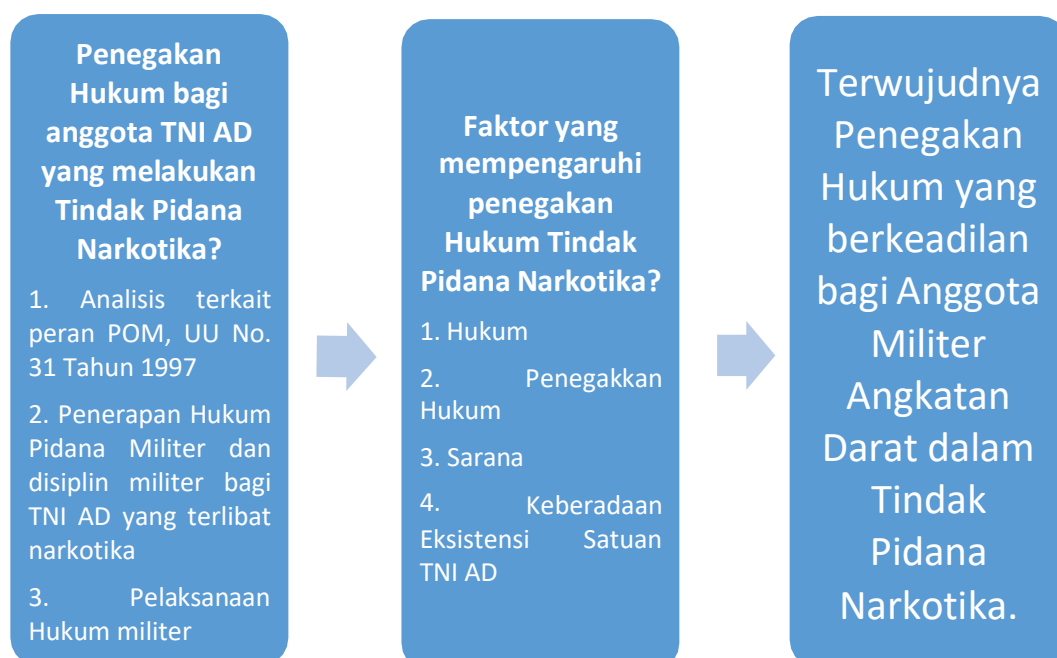 Penegakan
Hukum bagi
anggota TNI AD
yang melakukan
Tindak Pidana
Narkotika?
1. Analisis terkait
peran POM, UU No.
31 Tahun 1997
2. Penerapan Hukum
Pidana Militer dan
disiplin militer bagi
TNI AD yang terlibat
narkotika
3. Pelaksanaan
Hukum militer
Faktor yang
mempengaruhi
penegakan
Hukum Tindak
Pidana Narkotika?
1. Hukum
2. Penegakkan
Hukum
3. Sarana
4. Keberadaan
Eksistensi Satuan
TNI AD
Terwujudnya
Penegakan
Hukum yang
berkeadilan
bagi Anggota
Militer
Angkatan
Darat dalam
Tindak
Pidana
Narkotika.